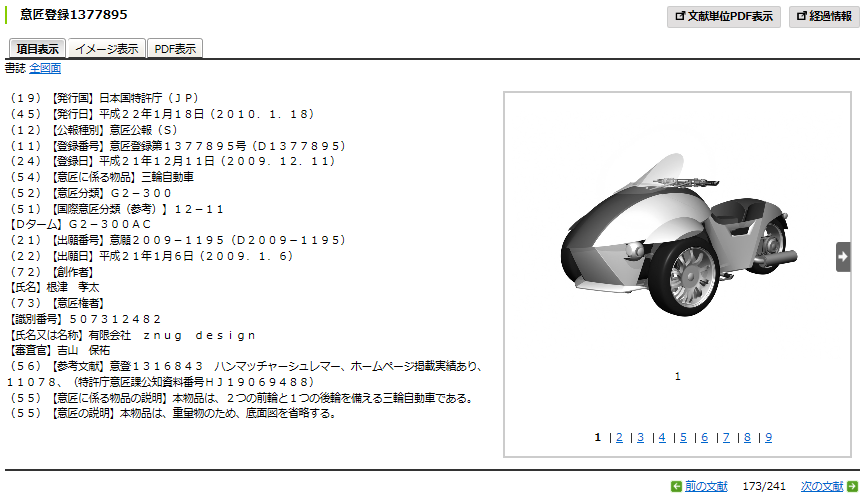 意匠登録1377895
文献単位PDF表示 経過情報
項目表示 イメージ表示 PDF表示
書誌 全図面
（１９）【発行国】日本国特許庁（ＪＰ）
（４５）【発行日】平成２２年１月１８日（２０１０．１．１８）
（１２）【公報種別】意匠公報（Ｓ）
（１１）【登録番号】意匠登録第１３７７８９５号（Ｄ１３７７８９５）
（２４）【登録日】平成２１年１２月１１日（２００９．１２．１１）
（５４）【意匠に係る物品】三輪自動車
（５２）【意匠分類】Ｇ２－３００
（５１）【国際意匠分類（参考）】１２－１１
【Ｄターム】Ｇ２－３００ＡＣ
（２１）【出願番号】意願２００９－１１９５（Ｄ２００９－１１９５）
（２２）【出願日】平成２１年１月６日（２００９．１．６）
（７２）【創作者】
【氏名】根津　孝太
（７３）【意匠権者】
【識別番号】５０７３１２４８２
【氏名又は名称】有限会社　ｚｎｕｇ　ｄｅｓｉｇｎ
【審査官】吉山　保祐
（５６）【参考文献】意登１３１６８４３　ハンマッチャーシュレマー、ホームページ掲載実績あり、
１１０７８、（特許庁意匠課公知資料番号ＨＪ１９０６９４８８）
（５５）【意匠に係る物品の説明】本物品は、２つの前輪と１つの後輪を備える三輪自動車である。
（５５）【意匠の説明】本物品は、重量物のため、底面図を省略する。
1
1 | 2 | 3 | 4 | 5 | 6 | 7 | 8 | 9
前の文献 173/241 次の文献